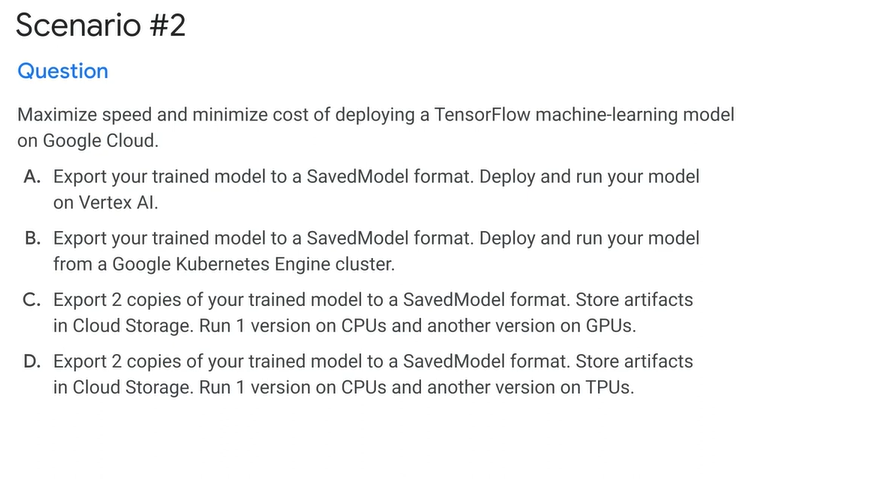 Scenario #2
Question
Maximize speed and minimize cost of deploying a TensorFlow machine-learning model
on Google Cloud.
A. Export your trained model to a SavedModel format. Deploy and run your model
on Vertex AI.
B. Export your trained model to a SavedModel format. Deploy and run your model
from a Google Kubernetes Engine cluster.
C. Export 2 copies of your trained model to a SavedModel format. Store artifacts
in Cloud Storage. Run 1 version on CPUs and another version on GPUs.
D. Export 2 copies of your trained model to a SavedModel format. Store artifacts
in Cloud Storage. Run 1 version on CPUs and another version on TPUs.